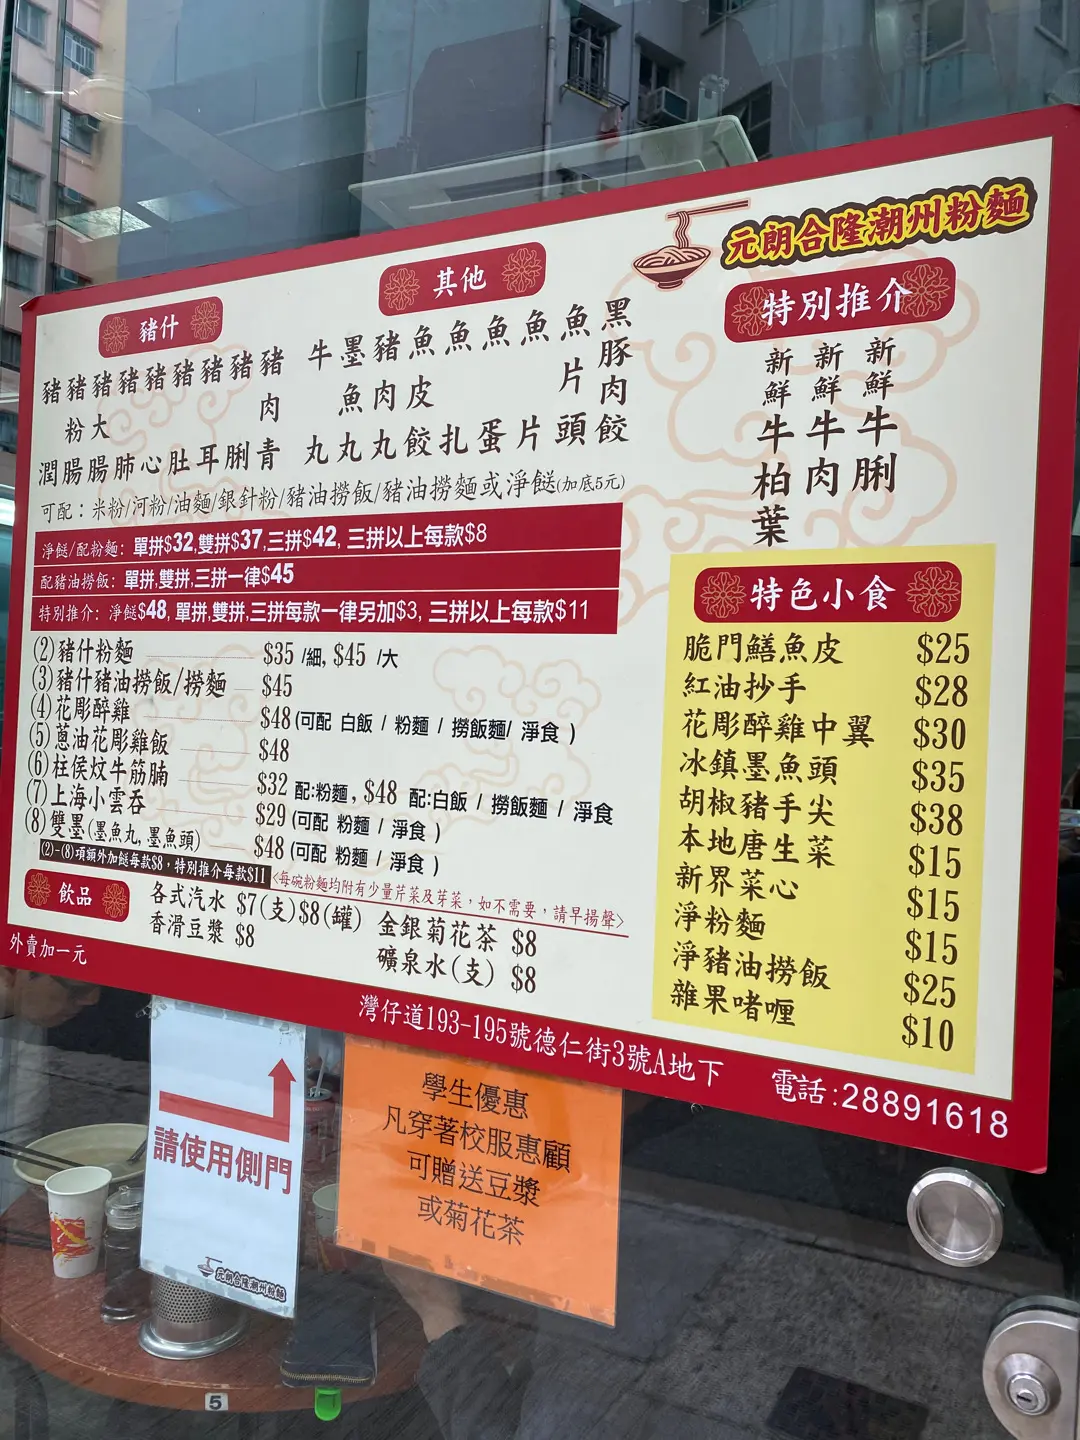 元朗合隆潮州粉麵
豬什
豬潤
豬粉腸
豬大腸
豬肺
豬心
豬肚
豬耳
豬脷
豬肉青
其他
牛丸
墨魚丸
豬肉丸
魚皮餃
魚扎
魚蛋
魚片
魚片頭
黑豚肉餃
特別推介
新鮮牛柏葉
新鮮牛肉
新鮮牛脷
可配：米粉/河粉/油麵/銀針粉/豬油撈飯/豬油撈麵或淨餸(加底5元)
淨餸/配粉麵: 單拼$32,雙拼$37,三拼$42, 三拼以上每款$8
配豬油撈飯: 單拼,雙拼,三拼一律$45
特別推介: 淨餸$48, 單拼, 雙拼,三拼每款一律另加$3, 三拼以上每款$11
(2) 豬什粉麵 $35 /細, $45 /大
(3) 豬什豬油撈飯/撈麵 $45
(4) 花彫醉雞 $48 (可配 白飯 / 粉麵 / 撈飯麵/ 淨食 )
(5) 蔥油花彫雞飯 $48
(6) 柱侯炆牛筋腩 $32 配:粉麵, $48 配:白飯 / 撈飯麵 / 淨食
(7) 上海小雲吞 $29 (可配 粉麵 / 淨食 )
(8) 雙墨(墨魚丸, 墨魚頭) $48 (可配 粉麵 / 淨食 )
(2)-(8)項額外加餸每款$8，特別推介每款$11
<每碗粉麵均附有少量芹菜及芽菜，如不需要，請早揚聲>
飲品
各式汽水 $7(支)$8(罐)
香滑豆漿 $8
金銀菊花茶 $8
礦泉水(支) $8
特色小食
脆門鱔魚皮 $25
紅油抄手 $28
花彫醉雞中翼 $30
冰鎮墨魚頭 $35
胡椒豬手尖 $38
本地唐生菜 $15
新界菜心 $15
淨粉麵 $15
淨豬油撈飯 $25
雜果啫喱 $10
外賣加一元
灣仔道193-195號德仁街3號A地下
電話:28891618
請使用側門
元朗合隆潮州粉麵
學生優惠
凡穿著校服惠顧
可贈送豆漿
或菊花茶
5